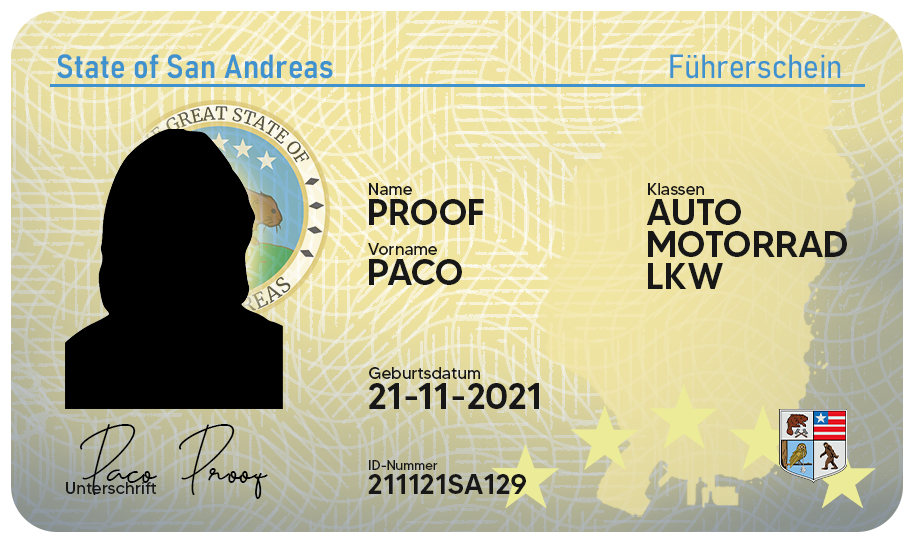 State of San Andreas
Führerschein
GREAT STATE OF
Name
PROOF
Vorname
PACO
Klassen
AUTO
MOTORRAD
LKW
Geburtsdatum
21-11-2021
ID-Nummer
211121SA129
Paco Proof
Unterschrift